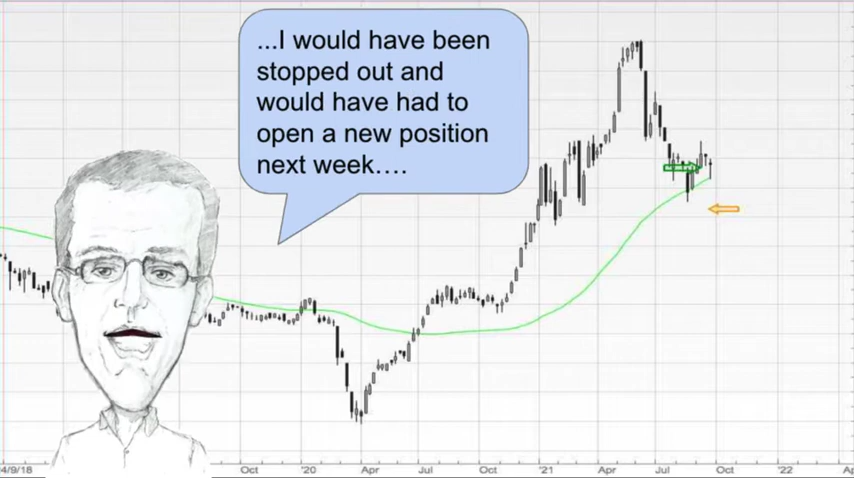 ...I would have been
stopped out and
would have had to
open a new position
next week….
4/9/18
Oct
'20
Apr
Jul
Oct
'21
Apr
Jul
Oct
'22
Ap